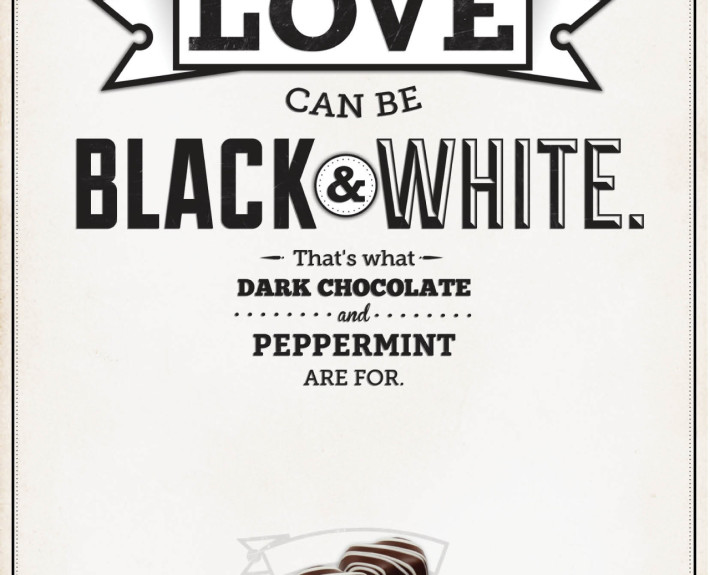 LOVE
CAN BE
BLACK & WHITE.
That's what
DARK CHOCOLATE
and
PEPPERMINT
ARE FOR.